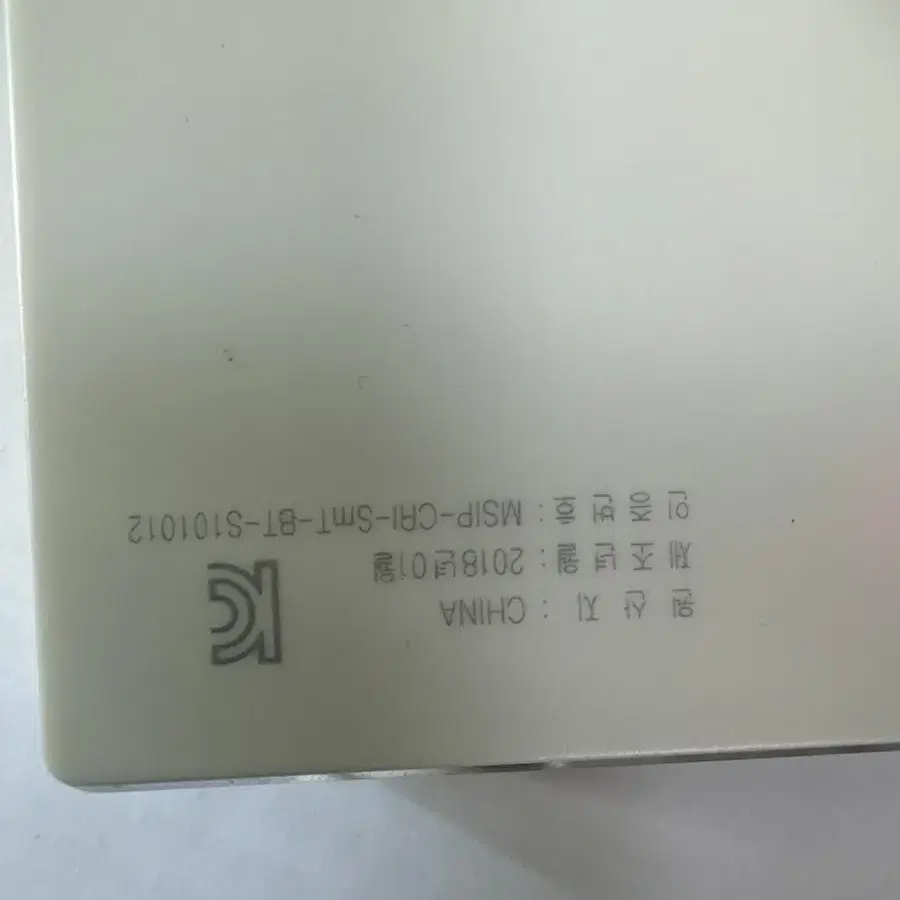 원 산 지 : CHINA
제 조 년 월 : 2018년01월
인 증 번 호 : MSIP-CRI-SmT-BT-S101012
KC